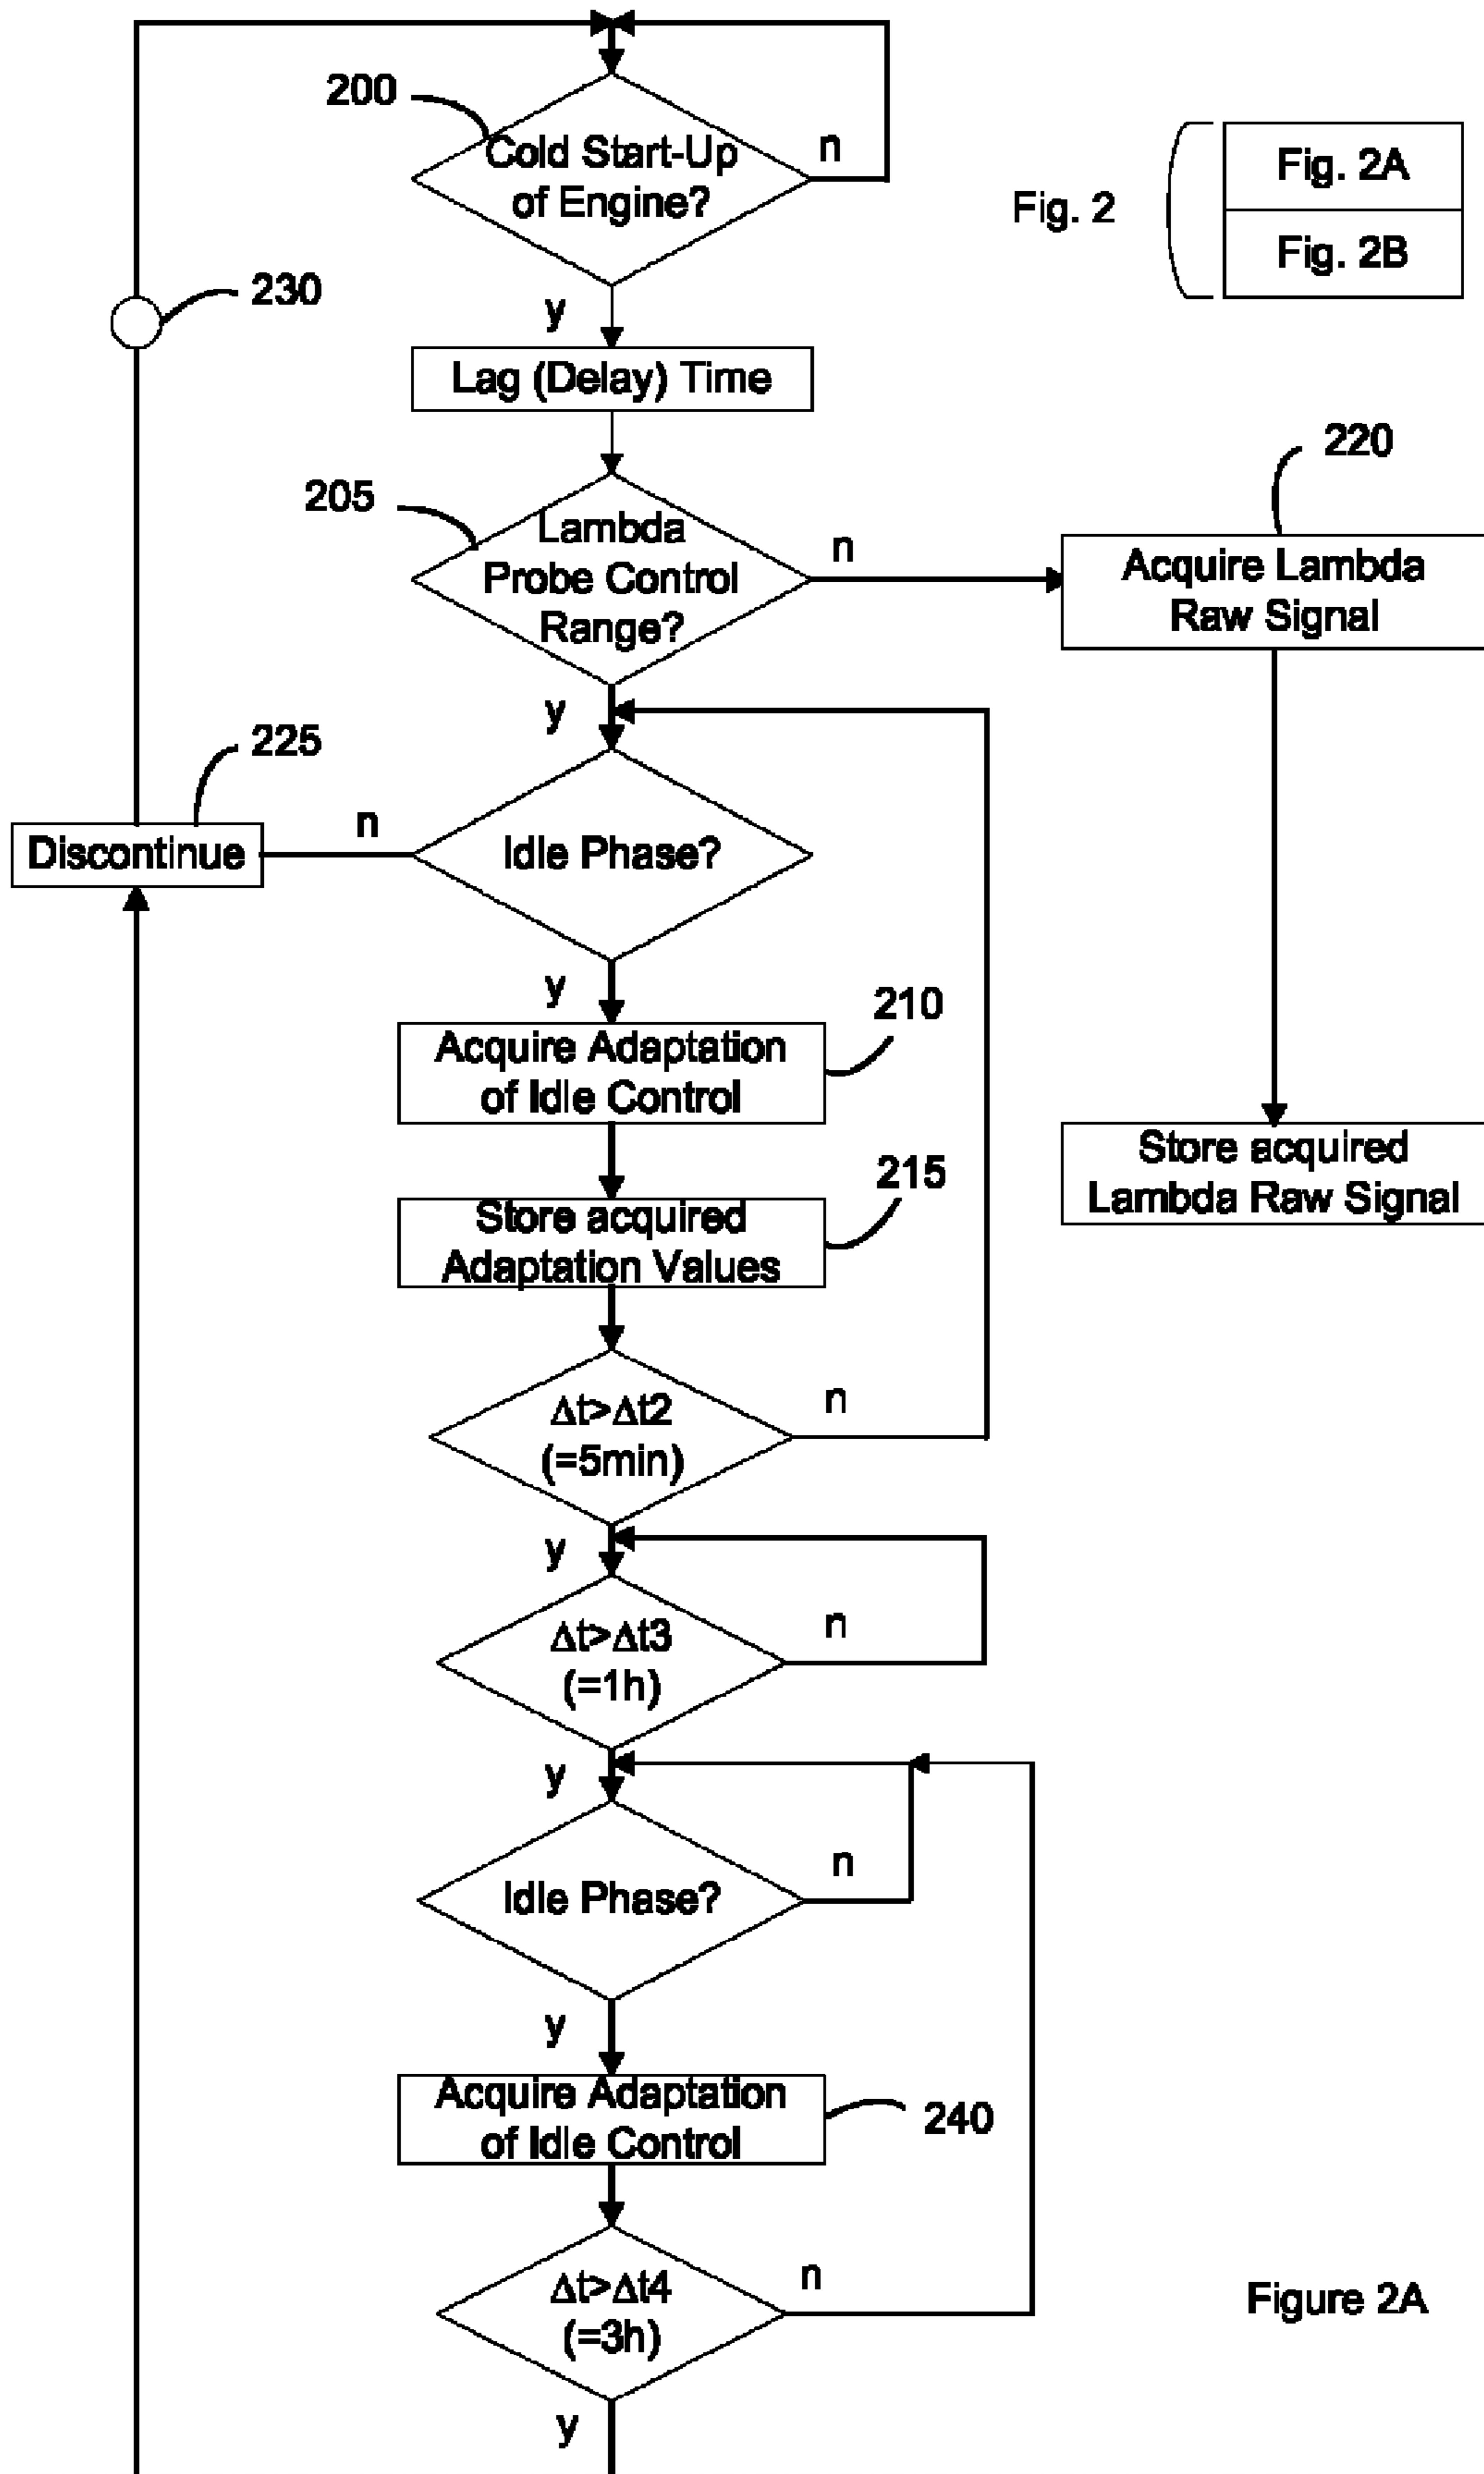 200
Cold Start-Up
of Engine?
n
Fig. 2
Fig. 2A
Fig. 2B
230
y
Lag (Delay) Time
205
Lambda
Probe Control
Range?
n
220
Acquire Lambda
Raw Signal
y
225
Discontinue
n
Idle Phase?
y
210
Acquire Adaptation
of Idle Control
Store acquired
Lambda Raw Signal
215
Store acquired
Adaptation Values
Δt>Δt2
(=5min)
n
y
Δt>Δt3
(=1h)
n
y
Idle Phase?
n
y
Acquire Adaptation
of Idle Control
240
Δt>Δt4
(=3h)
n
Figure 2A
y